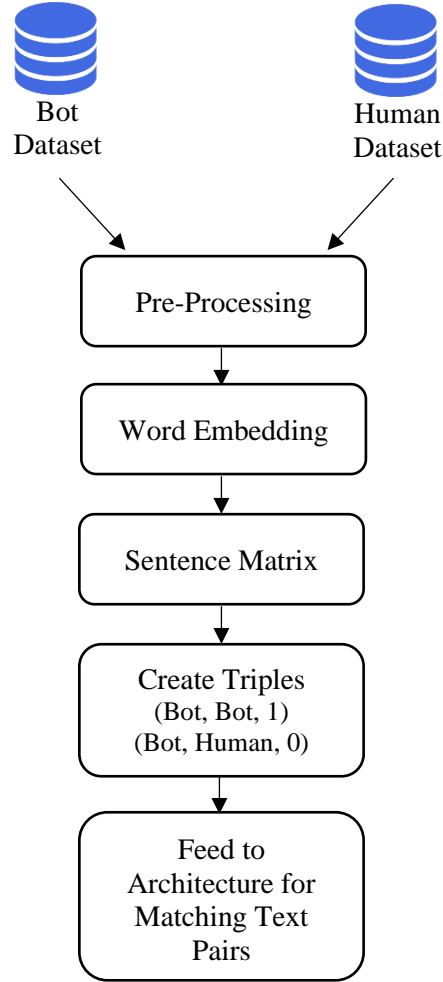 Bot
Dataset
Human
Dataset
Pre-Processing
Word Embedding
Sentence Matrix
Create Triples
(Bot, Bot, 1)
(Bot, Human, 0)
Feed to
Architecture for
Matching Text
Pairs